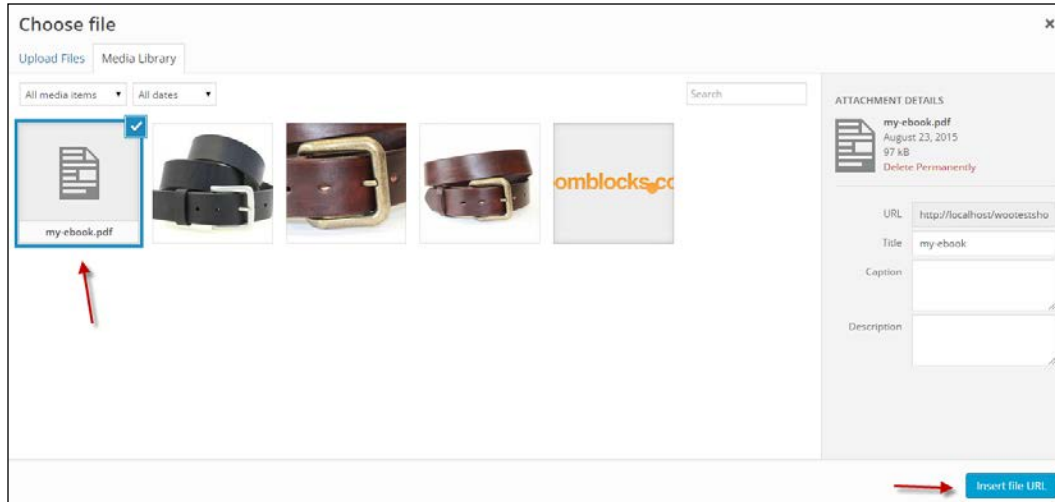 Choose file
×
Upload Files
Media Library
All media items
All dates
Search
my-ebook.pdf
omblocks.co
ATTACHMENT DETAILS
my-ebook.pdf
August 23, 2015
97 kB
Delete Permanently
URL
http://localhost/wootestsho
Title
my-ebook
Caption
Description
Insert file URL